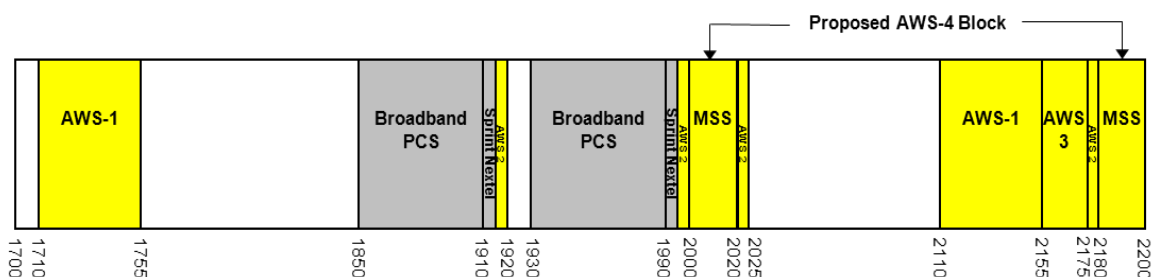 Proposed AWS-4 Block
AWS-1
Broadband
PCS
Sprint Nextel
AWS 2
Broadband
PCS
Sprint Nextel
AWS 2
MSS
AWS 2
AWS-1
AWS
3
AWS 2
MSS
1700
1710
1755
1850
1910
1920
1930
1990
2000
2020
2025
2110
2155
2175
2180
2200